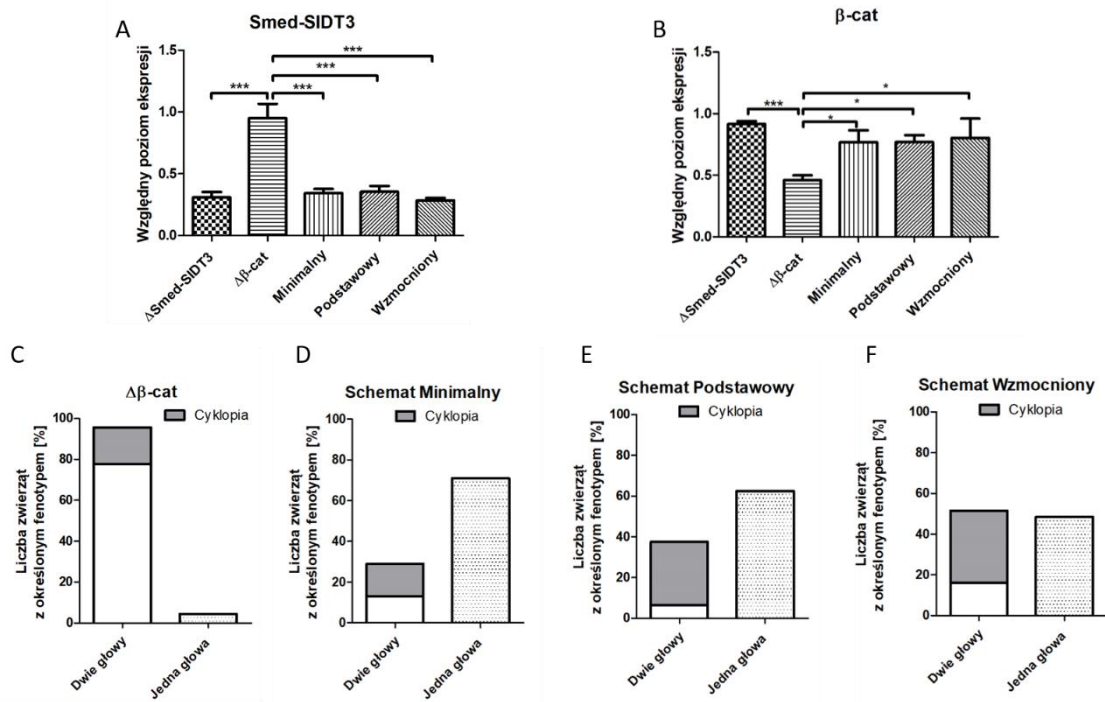 A
Smed-SIDT3
Względny poziom ekspresji
1.5
1.0
0.5
0.0
***
***
***
***
ΔSmed-SIDT3
Δβ-cat
Minimalny
Podstawowy
Wzmocniony
B
β-cat
Względny poziom ekspresji
1.5
1.0
0.5
0.0
***
*
*
*
ΔSmed-SIDT3
Δβ-cat
Minimalny
Podstawowy
Wzmocniony
C
Δβ-cat
Cyklopia
Liczba zwierząt
z określonym fenotypem [%]
100
80
60
40
20
0
Dwie głowy
Jedna głowa
D
Schemat Minimalny
Cyklopia
Liczba zwierząt
z określonym fenotypem [%]
100
80
60
40
20
0
Dwie głowy
Jedna głowa
E
Schemat Podstawowy
Cyklopia
Liczba zwierząt
z określonym fenotypem [%]
100
80
60
40
20
0
Dwie głowy
Jedna głowa
F
Schemat Wzmocniony
Cyklopia
Liczba zwierząt
z określonym fenotypem [%]
100
80
60
40
20
0
Dwie głowy
Jedna głowa